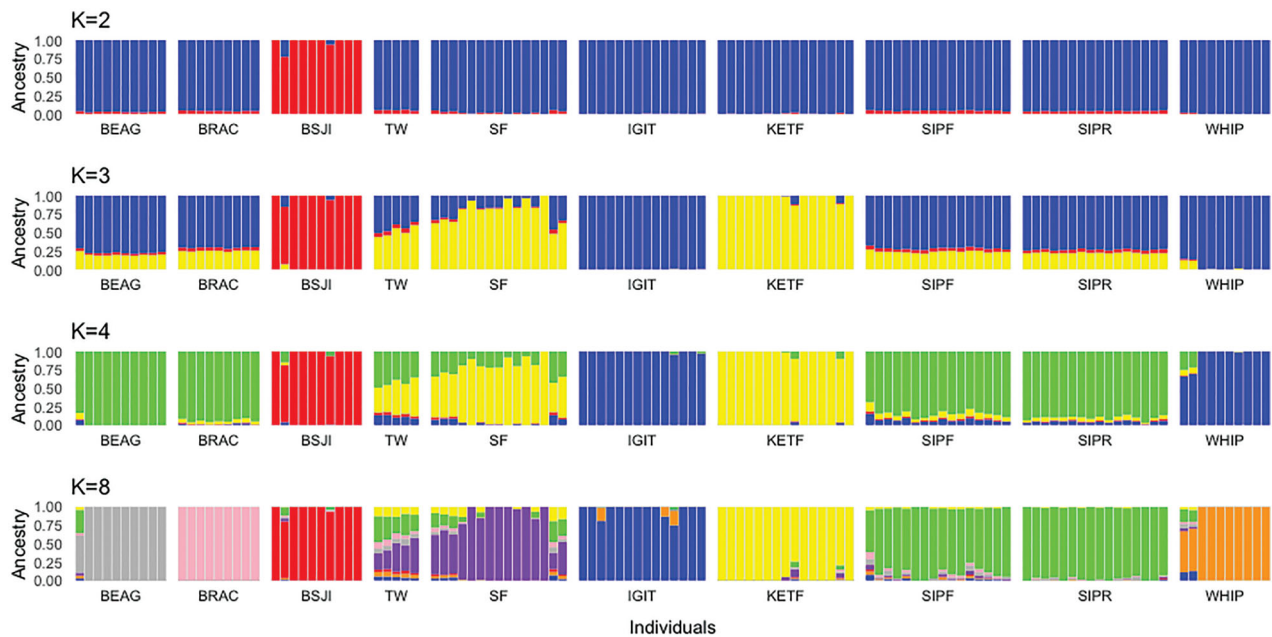 K=2
Ancestry
1.00
0.75
0.50
0.25
0.00
BEAG BRAC BSJI TW SF IGIT KETF SIPF SIPR WHIP
K=3
Ancestry
1.00
0.75
0.50
0.25
0.00
BEAG BRAC BSJI TW SF IGIT KETF SIPF SIPR WHIP
K=4
Ancestry
1.00
0.75
0.50
0.25
0.00
BEAG BRAC BSJI TW SF IGIT KETF SIPF SIPR WHIP
K=8
Ancestry
1.00
0.75
0.50
0.25
0.00
BEAG BRAC BSJI TW SF IGIT KETF SIPF SIPR WHIP
Individuals